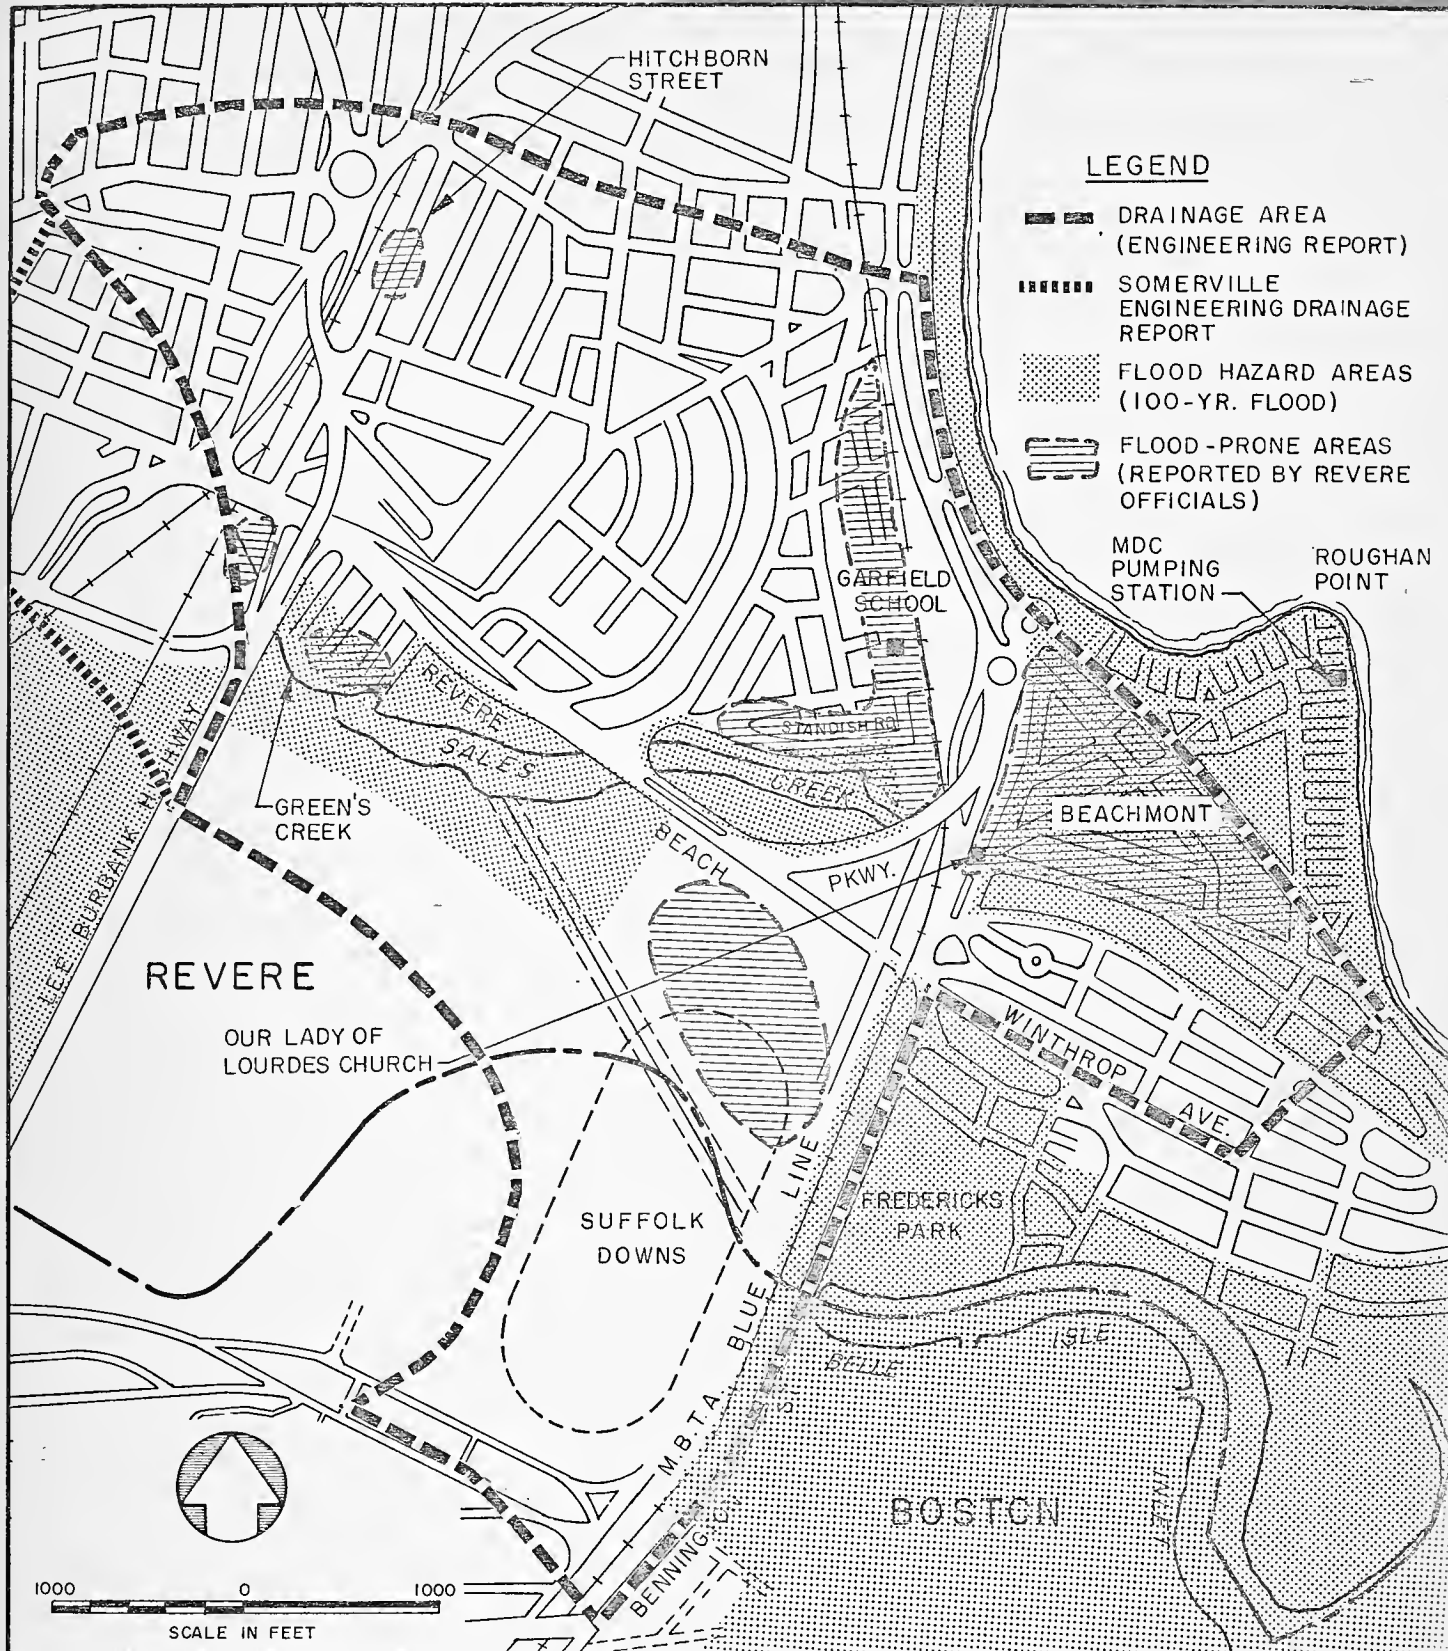 HITCHBORN
STREET
LEGEND
DRAINAGE AREA
(ENGINEERING REPORT)
SOMERVILLE
ENGINEERING DRAINAGE
REPORT
FLOOD HAZARD AREAS
(100-YR. FLOOD)
FLOOD-PRONE AREAS
(REPORTED BY REVERE
OFFICIALS)
MDC
PUMPING
STATION
ROUGHAN
POINT
GARFIELD
SCHOOL
STANDISH RD.
REVERE
BEACH
PKWY.
SALES
CREEK
GREEN'S
CREEK
BEACHMONT
LEE BURBANK HIGHWAY
REVERE
OUR LADY OF
LOURDES CHURCH
WINTHROP
AVE.
FREDERICKS
PARK
SUFFOLK
DOWNS
MBTA BLUE LINE
BELLE
ISLE
INLET
BOSTON
BENNINGTON S
1000 0 1000
SCALE IN FEET